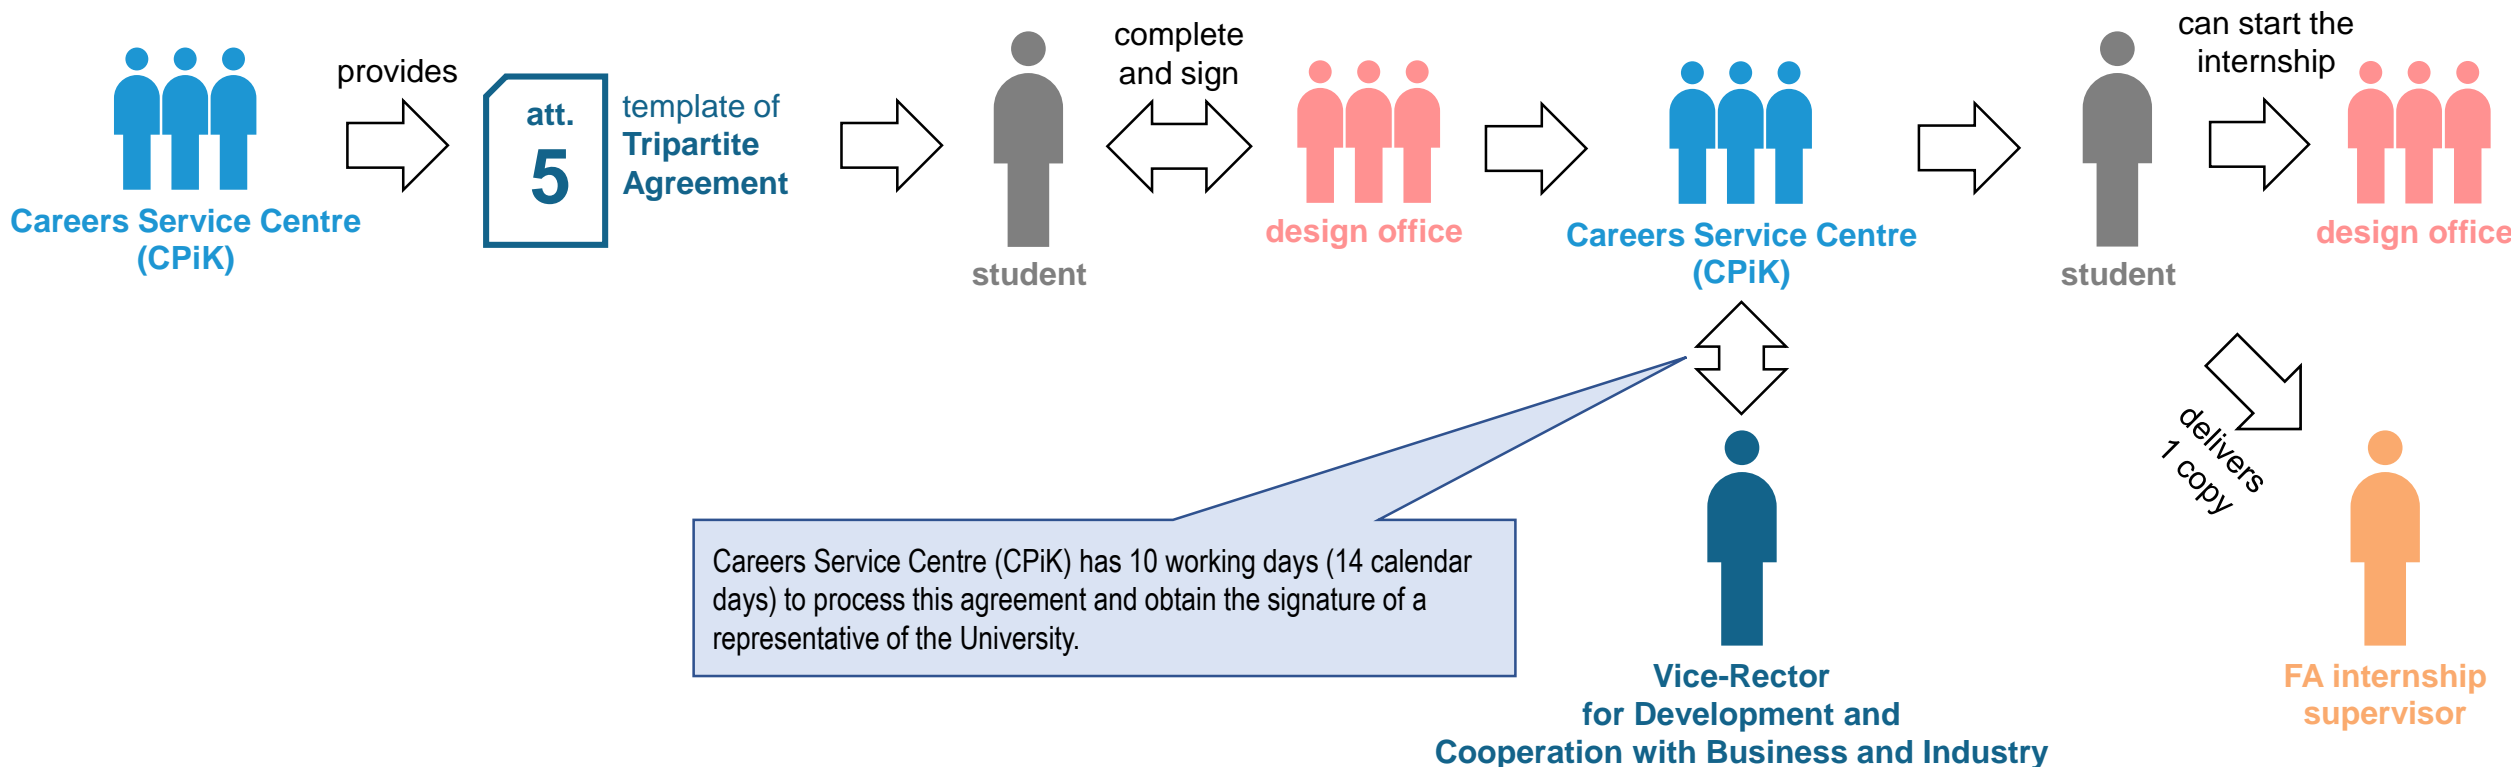 provides
att.
5
template of
Tripartite
Agreement
complete
and sign
can start the
internship
Careers Service Centre
(CPiK)
student
design office
Careers Service Centre
(CPiK)
student
design office
delivers
1 copy
Careers Service Centre (CPiK) has 10 working days (14 calendar
days) to process this agreement and obtain the signature of a
representative of the University.
Vice-Rector
for Development and
Cooperation with Business and Industry
FA internship
supervisor